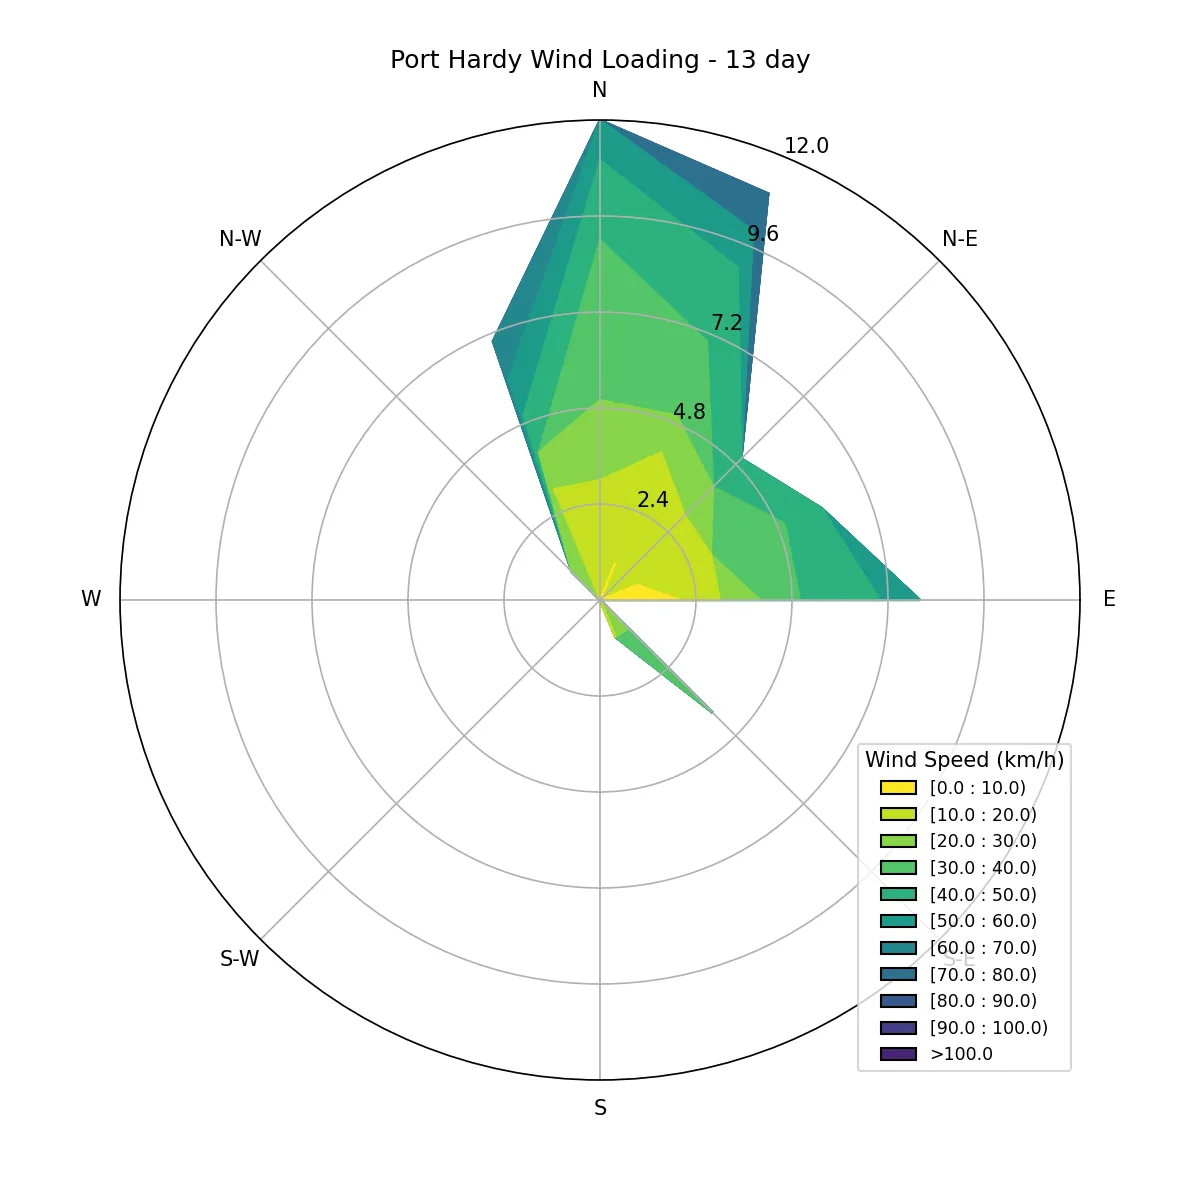 Port Hardy Wind Loading - 13 day
N
12.0
N-W
9.6
N-E
7.2
4.8
2.4
W
E
Wind Speed (km/h)
[0.0 : 10.0)
[10.0 : 20.0)
[20.0 : 30.0)
[30.0 : 40.0)
[40.0 : 50.0)
[50.0 : 60.0)
[60.0 : 70.0)
[70.0 : 80.0)
[80.0 : 90.0)
[90.0 : 100.0)
>100.0
S-W
S-E
S